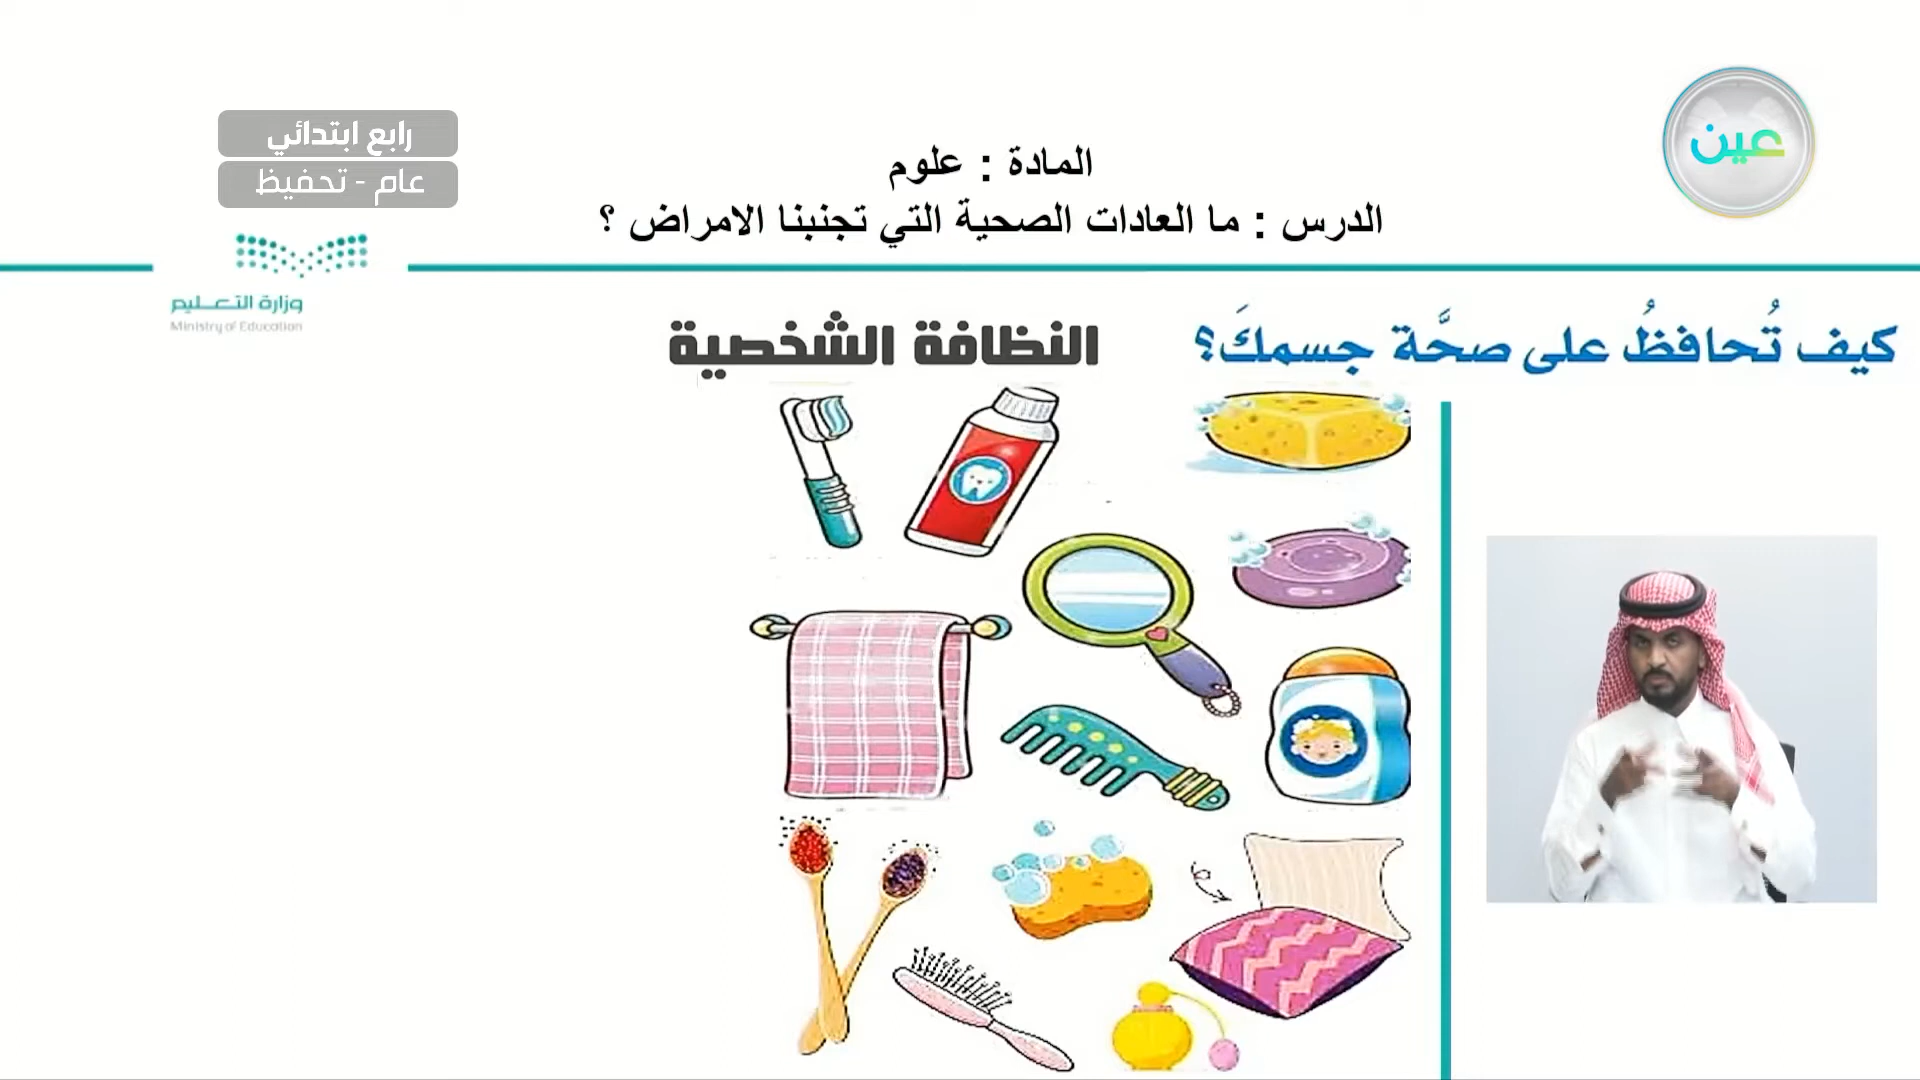 عين
رابع ابتدائي
عام - تحفيظ
المادة : علوم
الدرس : ما العادات الصحية التي تجنبنا الامراض ؟
وزارة التعليم
Ministry of Education
كيف تُحافظُ على صحَّة جسمكَ؟
النظافة الشخصية